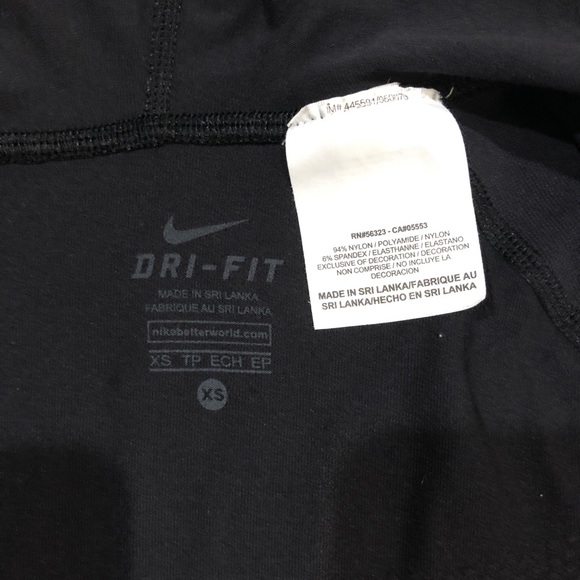 RN#56323 - CA#05553
94% NYLON / POLYAMIDE / NYLON
6% SPANDEX / ELASTHANNE / ELASTANO
EXCLUSIVE OF DECORATION / DECORATION
NON COMPRISE / NO INCLUYE LA
DECORACION
MADE IN SRI LANKA/FABRIQUE AU
SRI LANKA/HECHO EN SRI LANKA
DRI-FIT
MADE IN SRI LANKA
FABRIQUE AU SRI LANKA
nikebetterworld.com
XS TP ECH EP
XS